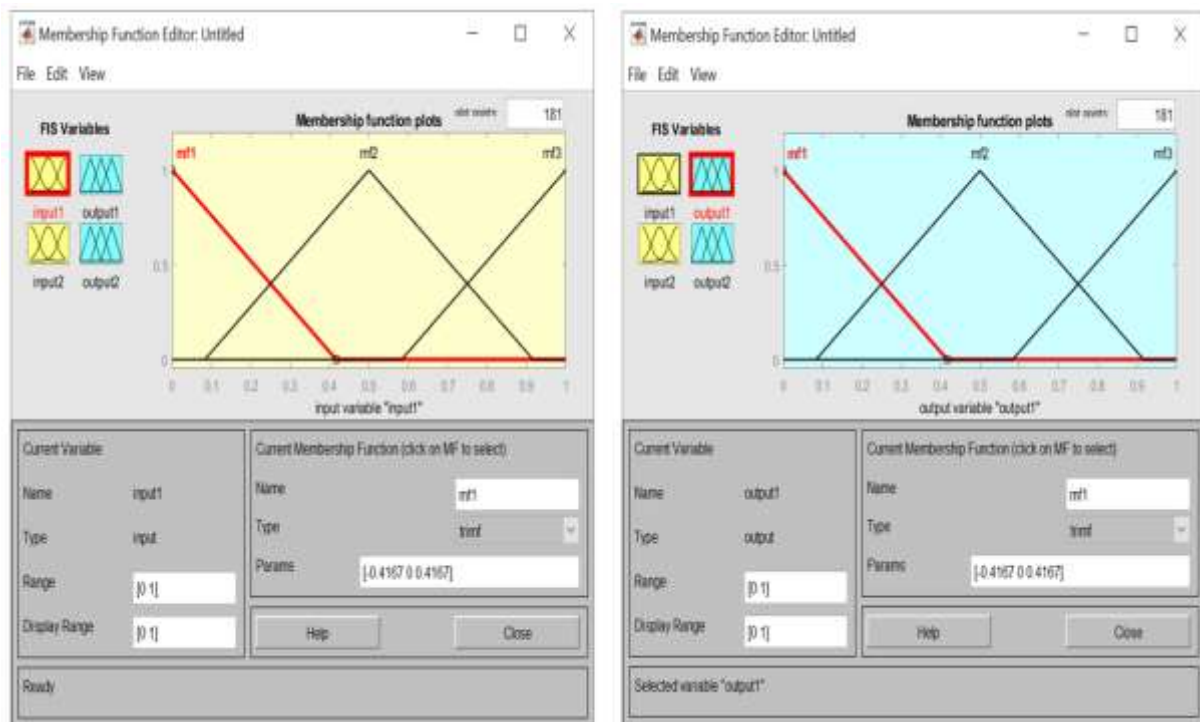 Membership Function Editor: Untitled
File Edit View
FIS Variables
Membership function plots
plot points:
181
mf1
mf2
mf3
input1
output1
input2
output2
1
0.5
0
0
0.1
0.2
0.3
0.4
0.5
0.6
0.7
0.8
0.9
1
input variable "input1"
Current Variable
Name
input1
Type
input
Range
[0 1]
Display Range
[0 1]
Current Membership Function (click on MF to select)
Name
mf1
Type
trimf
Params
[-0.4167 0 0.4167]
Help
Close
Ready
Membership Function Editor: Untitled
File Edit View
FIS Variables
Membership function plots
plot points:
181
mf1
mf2
mf3
input1
output1
input2
output2
1
0.5
0
0
0.1
0.2
0.3
0.4
0.5
0.6
0.7
0.8
0.9
1
output variable "output1"
Current Variable
Name
output1
Type
output
Range
[0 1]
Display Range
[0 1]
Current Membership Function (click on MF to select)
Name
mf1
Type
trimf
Params
[-0.4167 0 0.4167]
Help
Close
Selected variable "output1"